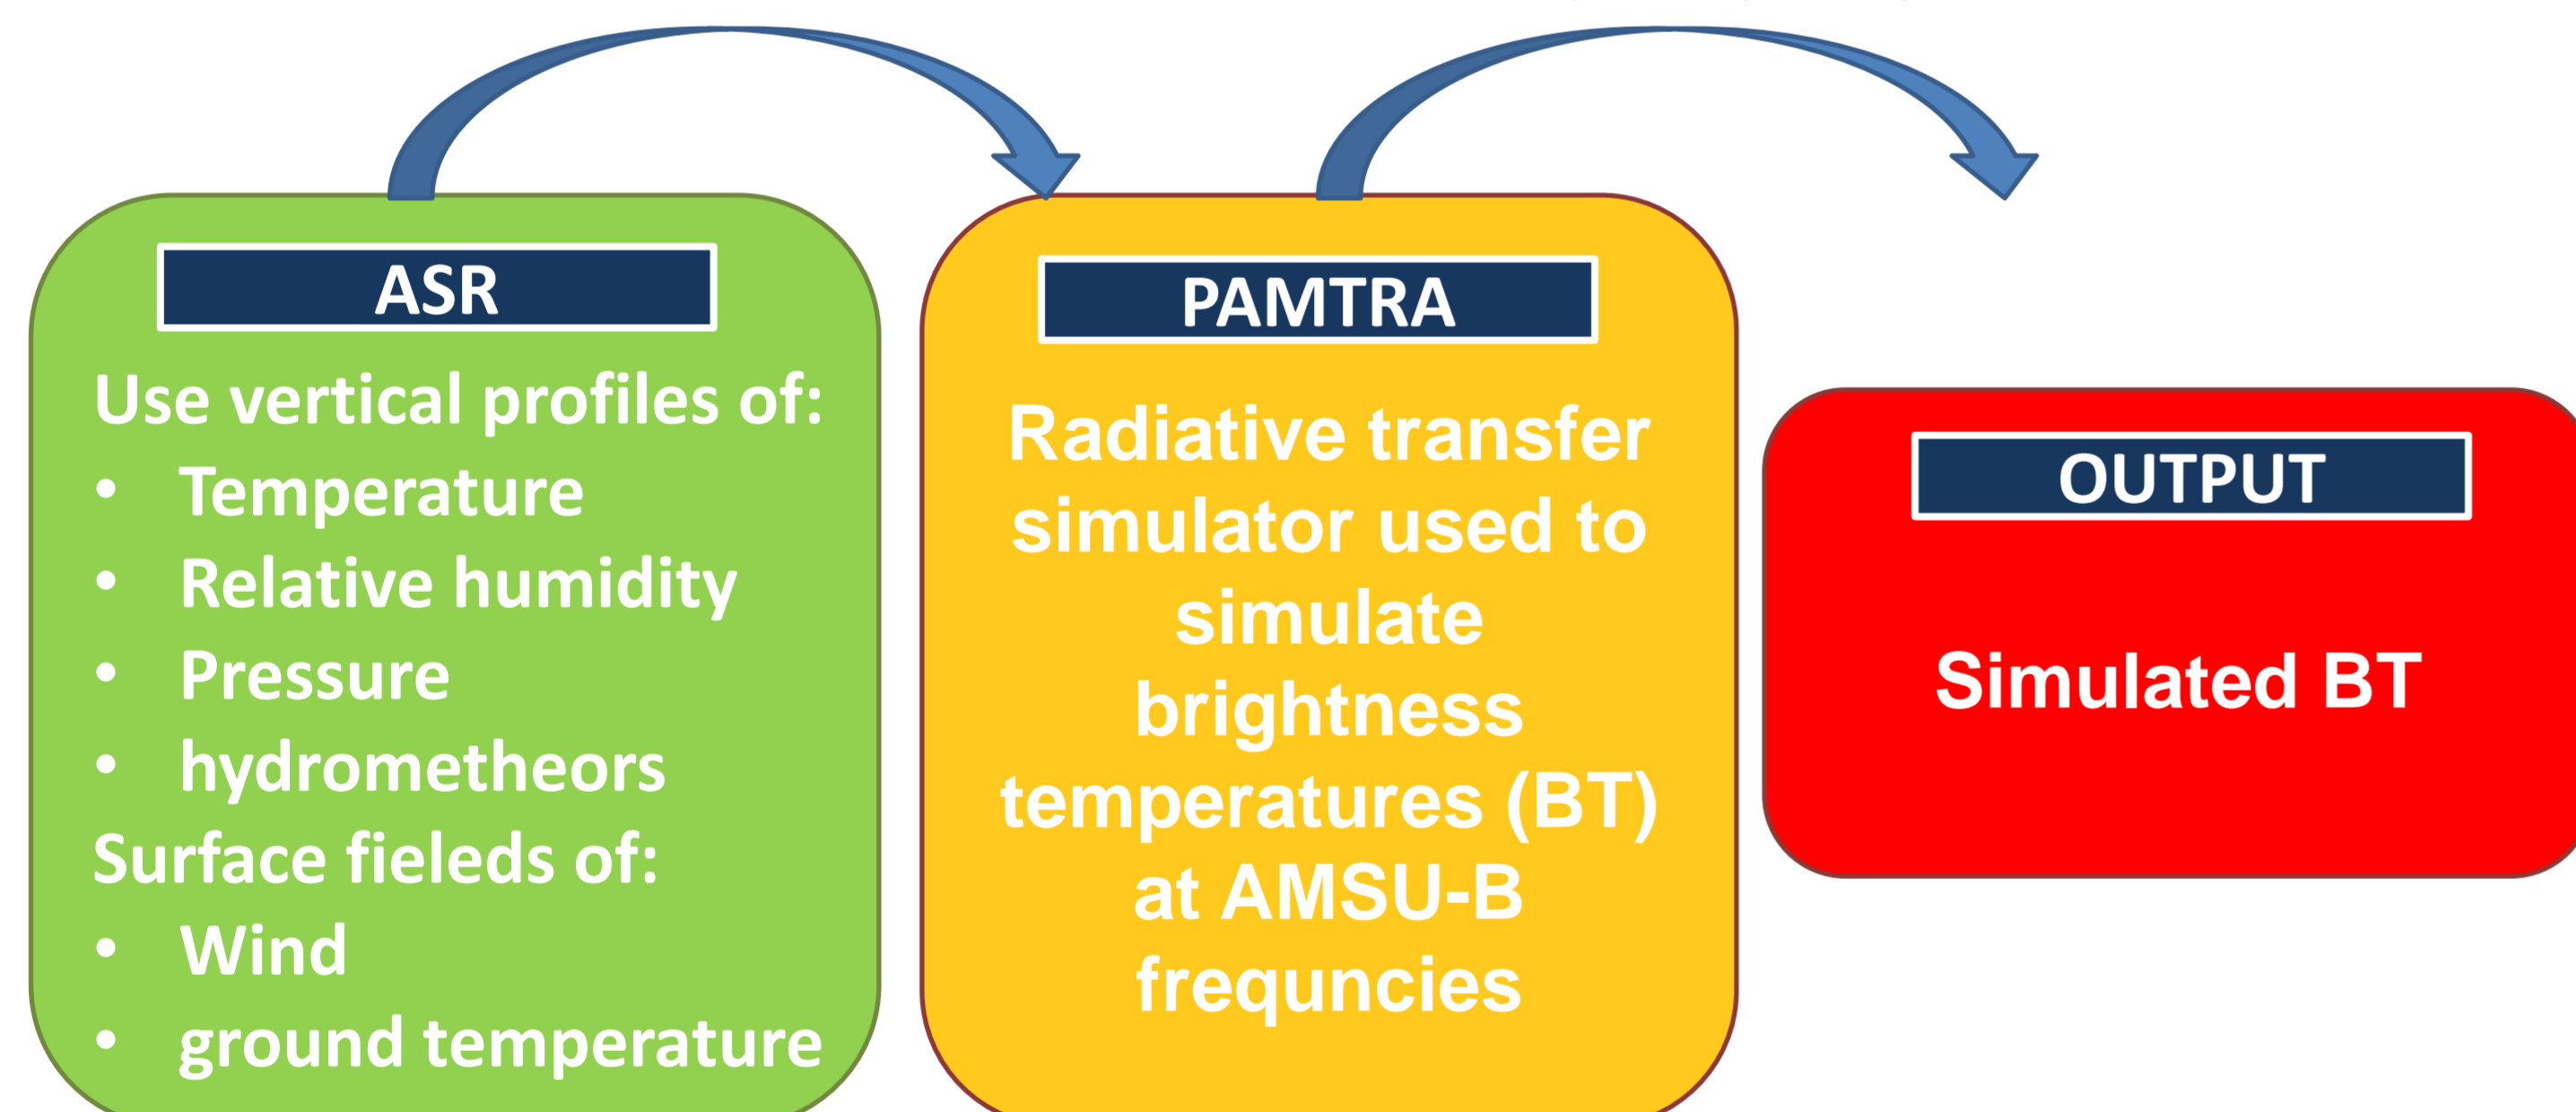 ASR
Use vertical profiles of:
• Temperature
• Relative humidity
• Pressure
• hydrometheors
Surface fieleds of:
• Wind
• ground temperature
PAMTRA
Radiative transfer
simulator used to
simulate
brightness
temperatures (BT)
at AMSU-B
frequncies
OUTPUT
Simulated BT